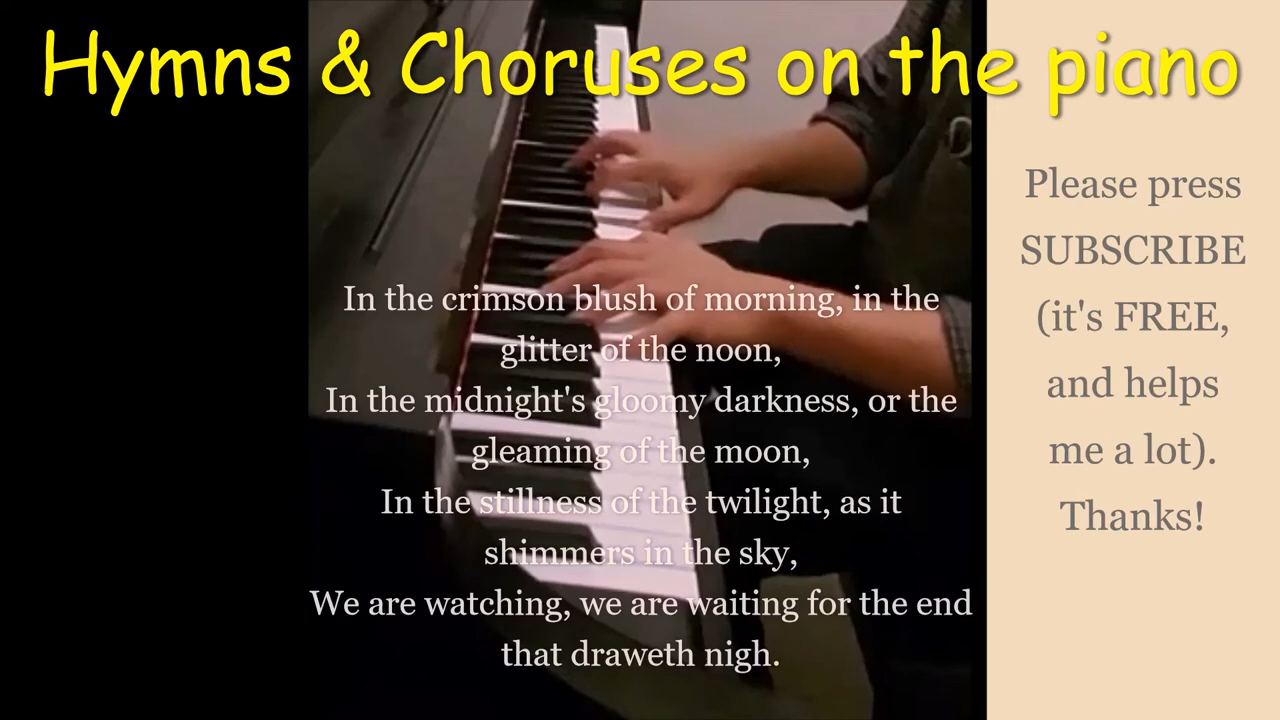 Hymns & Choruses on the piano
In the crimson blush of morning, in the
glitter of the noon,
In the midnight's gloomy darkness, or the
gleaming of the moon,
In the stillness of the twilight, as it
shimmers in the sky,
We are watching, we are waiting for the end
that draweth nigh.
Please press
SUBSCRIBE
(it's FREE,
and helps
me a lot).
Thanks!